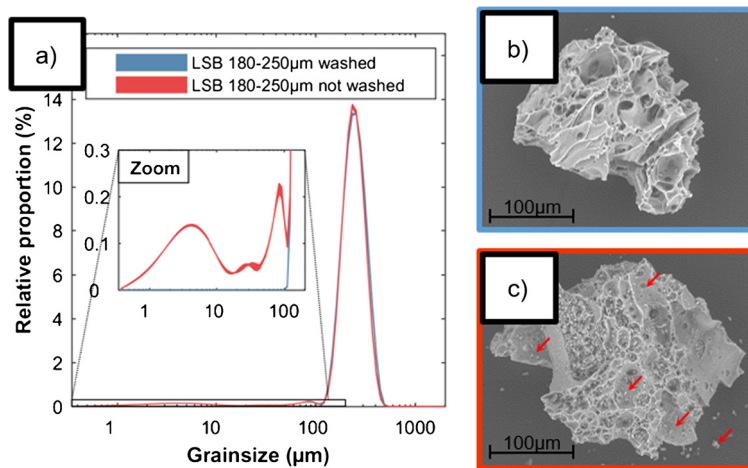 a)
LSB 180-250µm washed
LSB 180-250µm not washed
Relative proportion (%)
14
12
10
8
6
4
2
0
Zoom
0.3
0.2
0.1
0
1
10
100
1
10
100
1000
Grainsize (µm)
b)
100µm
c)
100µm